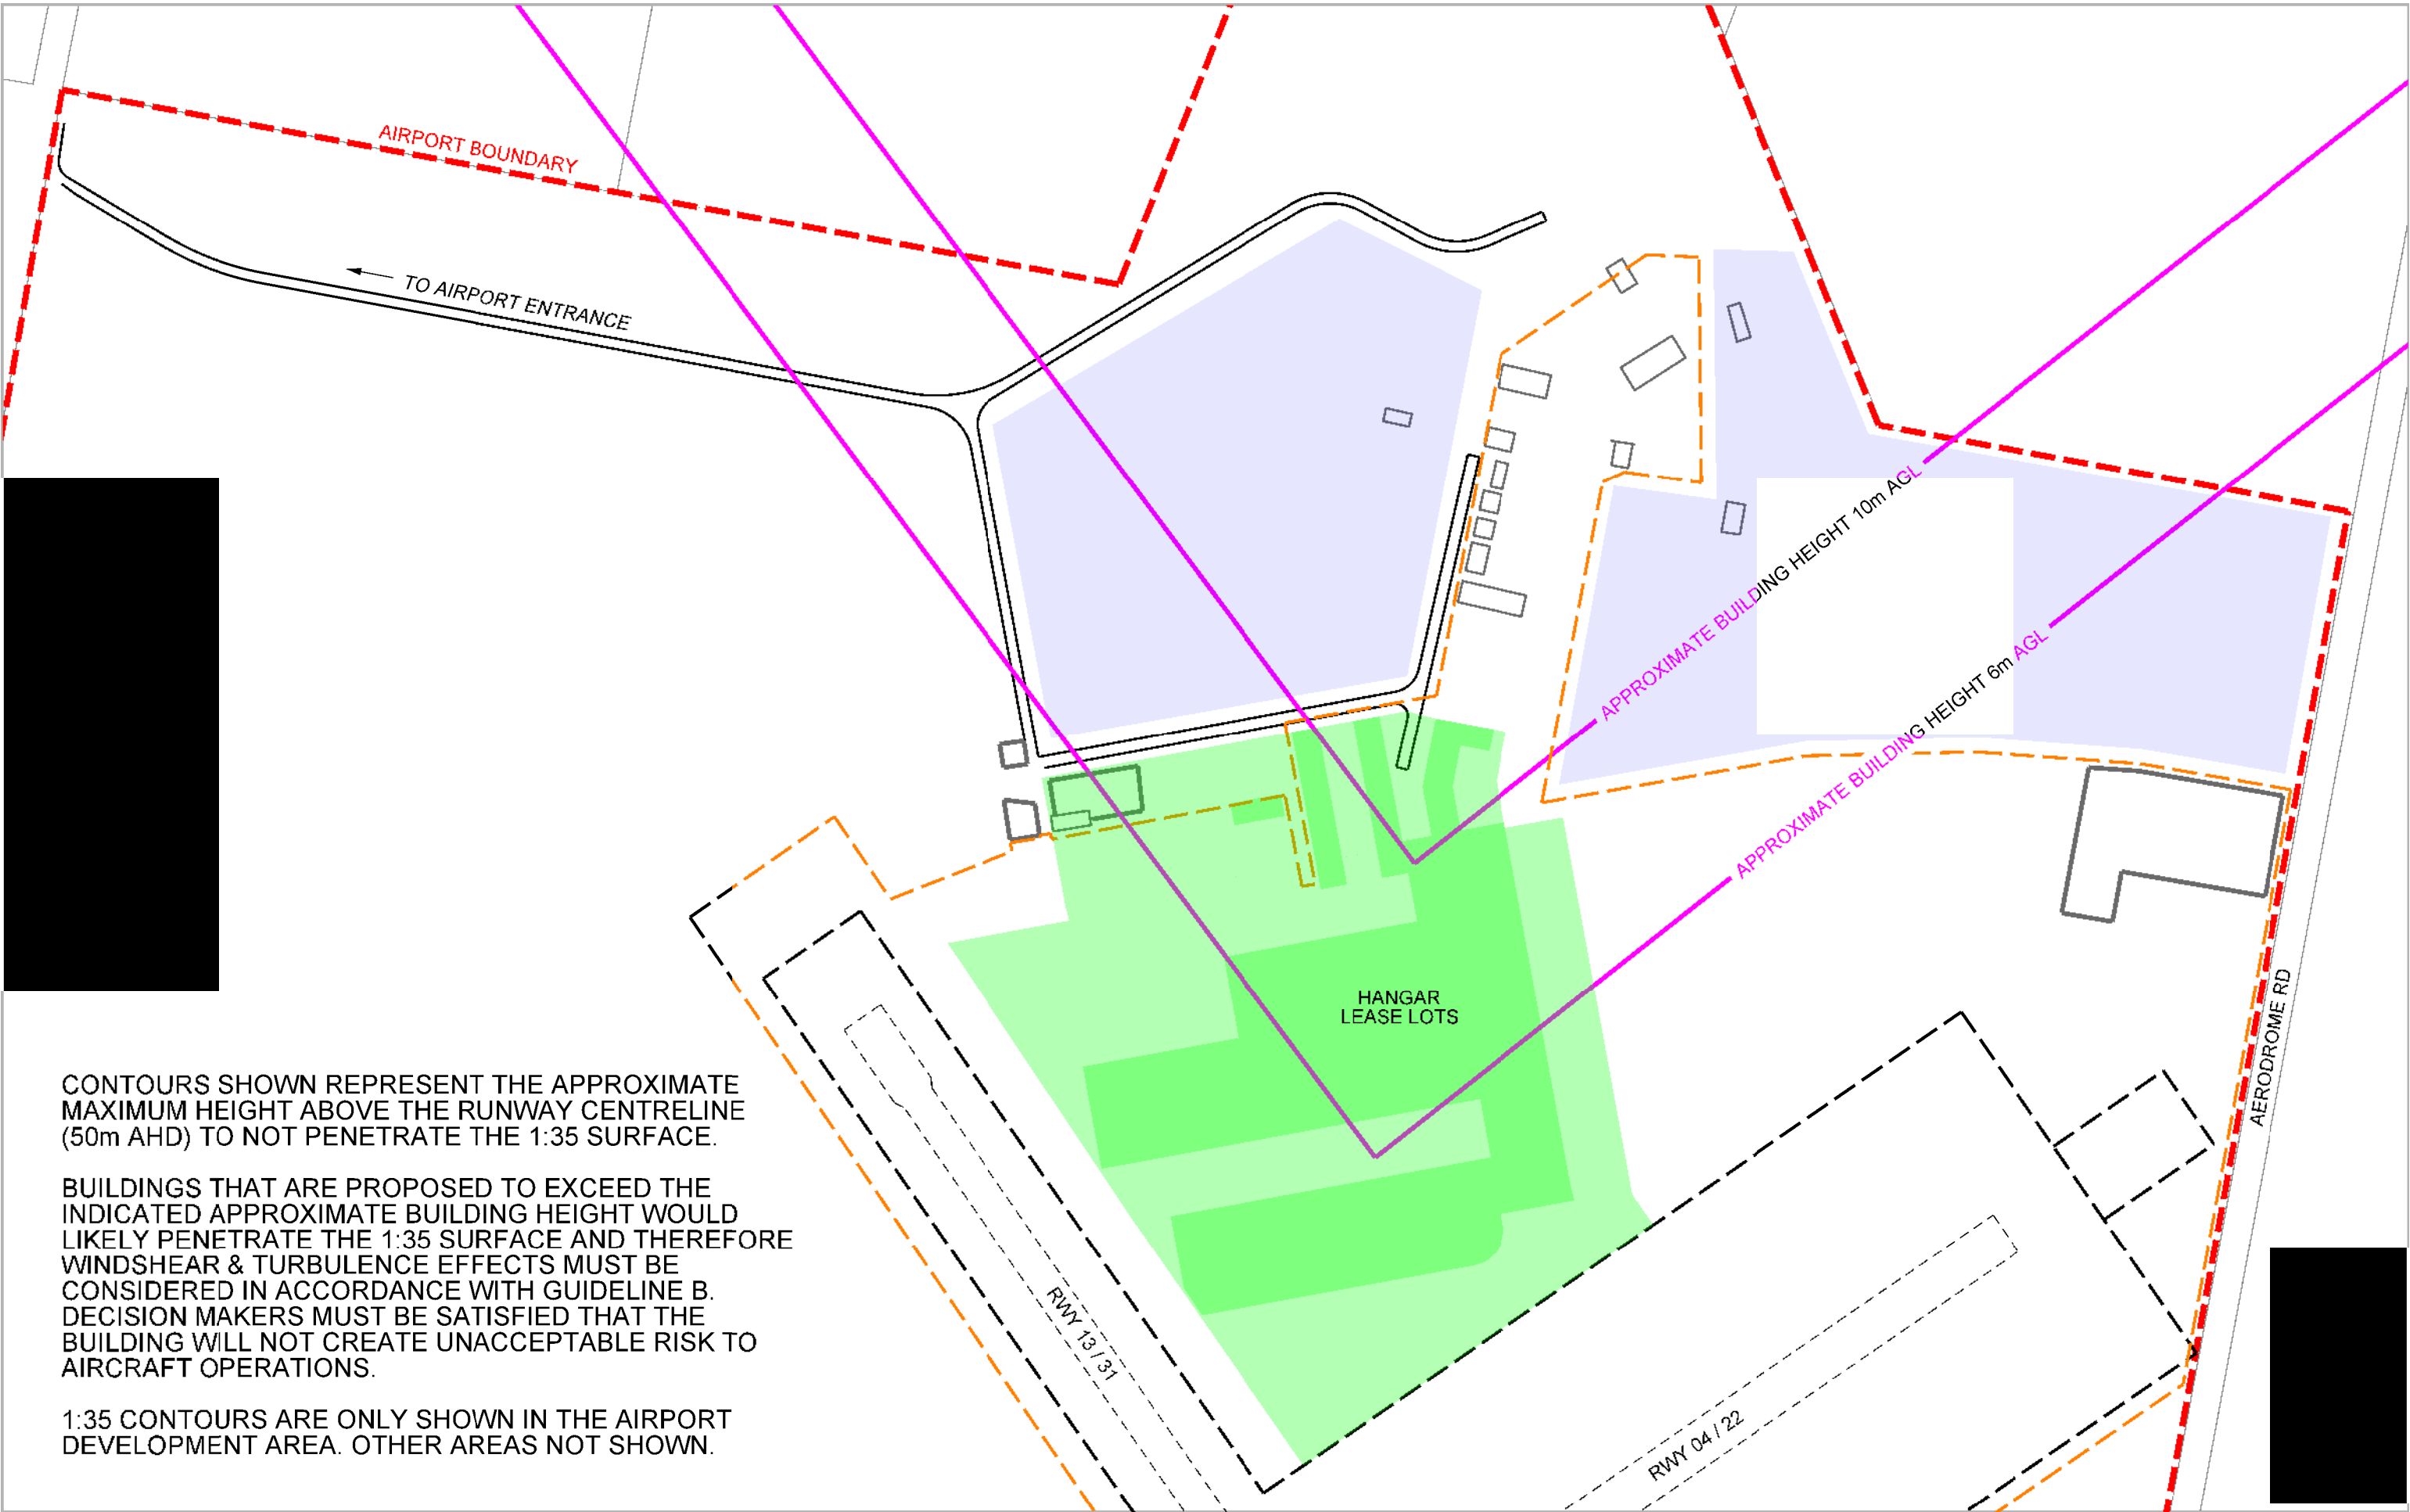 AIRPORT BOUNDARY
TO AIRPORT ENTRANCE
APPROXIMATE BUILDING HEIGHT 10m AGL
APPROXIMATE BUILDING HEIGHT 6m AGL
HANGAR
LEASE LOTS
AERODROME RD
RWY 13 / 31
RWY 04 / 22
CONTOURS SHOWN REPRESENT THE APPROXIMATE
MAXIMUM HEIGHT ABOVE THE RUNWAY CENTRELINE
(50m AHD) TO NOT PENETRATE THE 1:35 SURFACE.
BUILDINGS THAT ARE PROPOSED TO EXCEED THE
INDICATED APPROXIMATE BUILDING HEIGHT WOULD
LIKELY PENETRATE THE 1:35 SURFACE AND THEREFORE
WINDSHEAR & TURBULENCE EFFECTS MUST BE
CONSIDERED IN ACCORDANCE WITH GUIDELINE B.
DECISION MAKERS MUST BE SATISFIED THAT THE
BUILDING WILL NOT CREATE UNACCEPTABLE RISK TO
AIRCRAFT OPERATIONS.
1:35 CONTOURS ARE ONLY SHOWN IN THE AIRPORT
DEVELOPMENT AREA. OTHER AREAS NOT SHOWN.